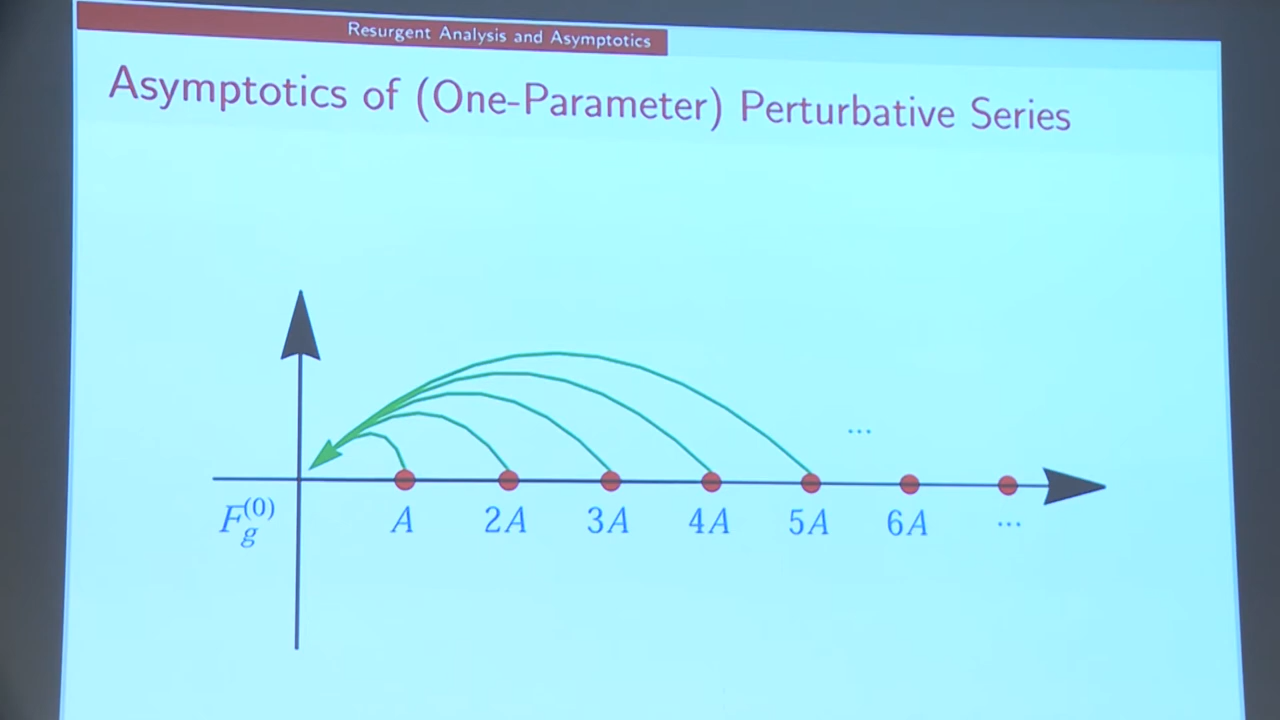 Resurgent Analysis and Asymptotics
Asymptotics of (One-Parameter) Perturbative Series
...
F_g^{(0)} A 2A 3A 4A 5A 6A ...